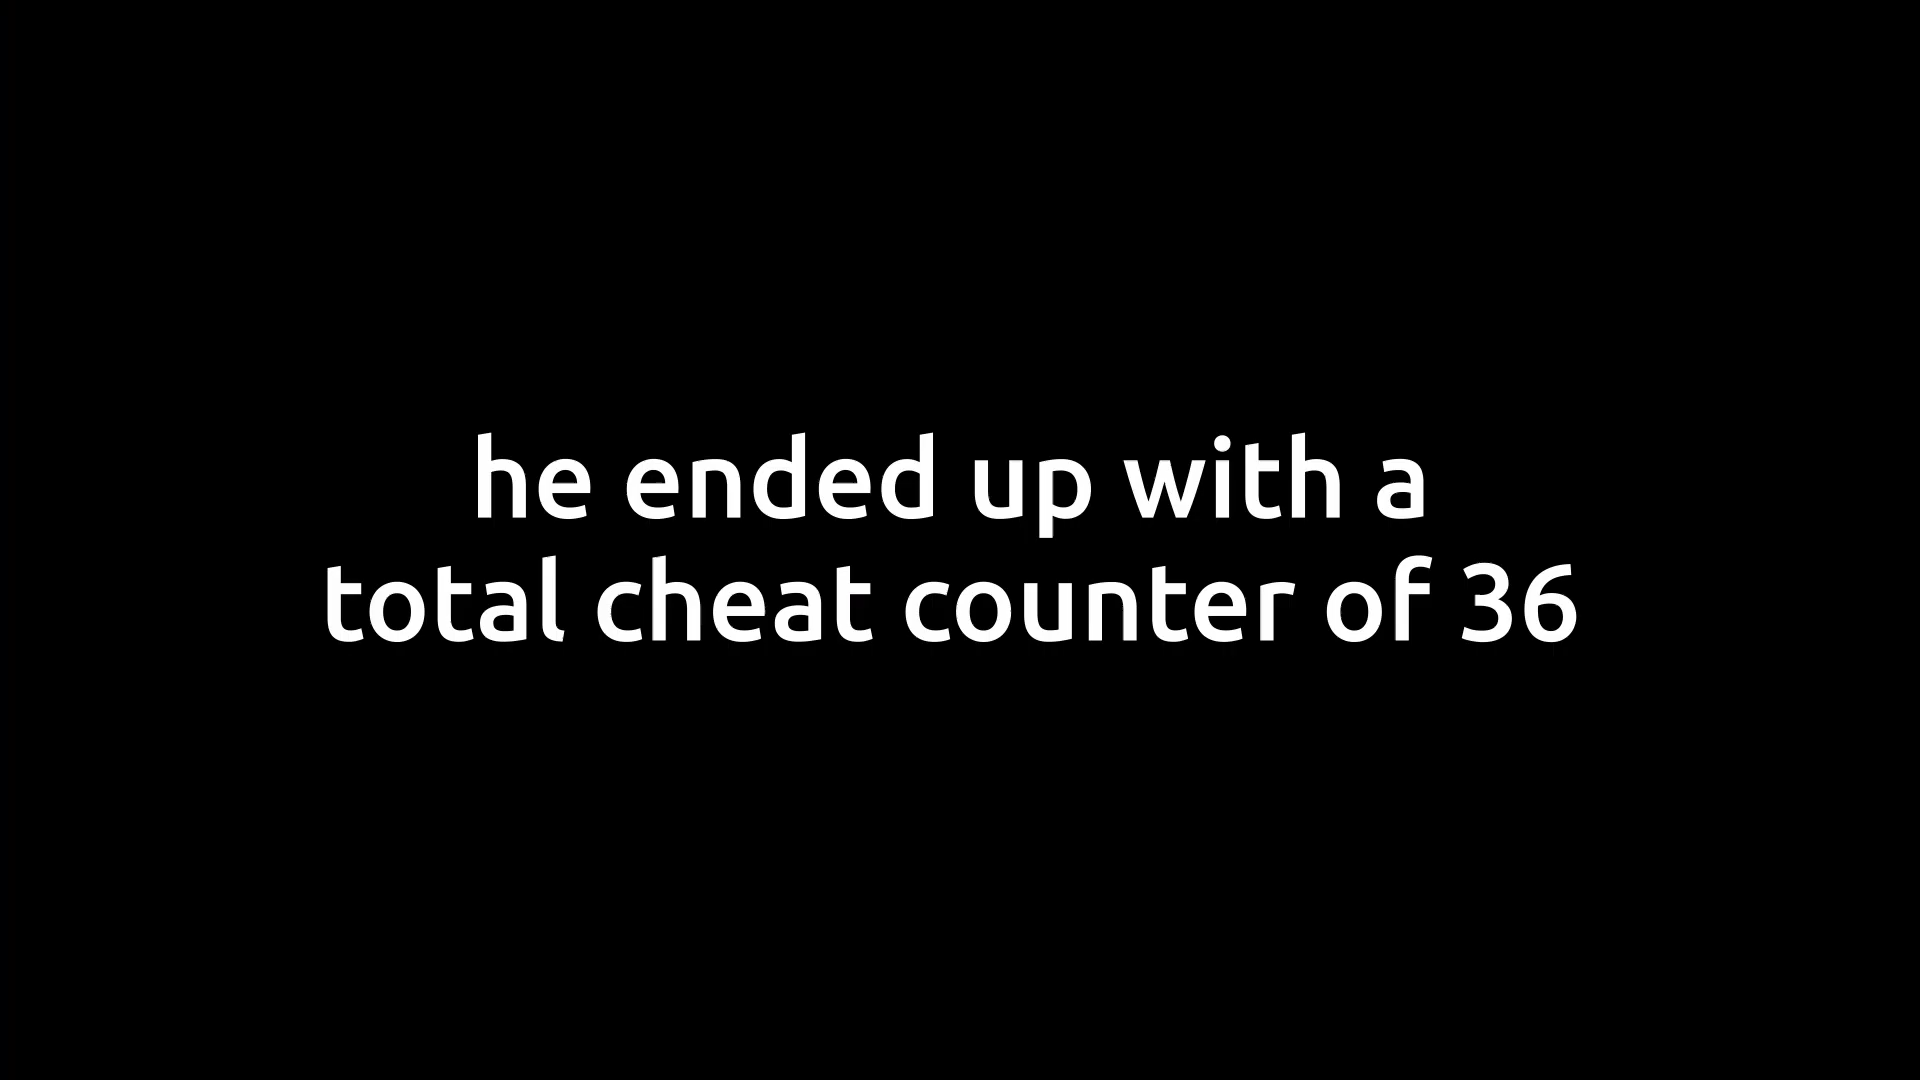 he ended up with a
total cheat counter of 36